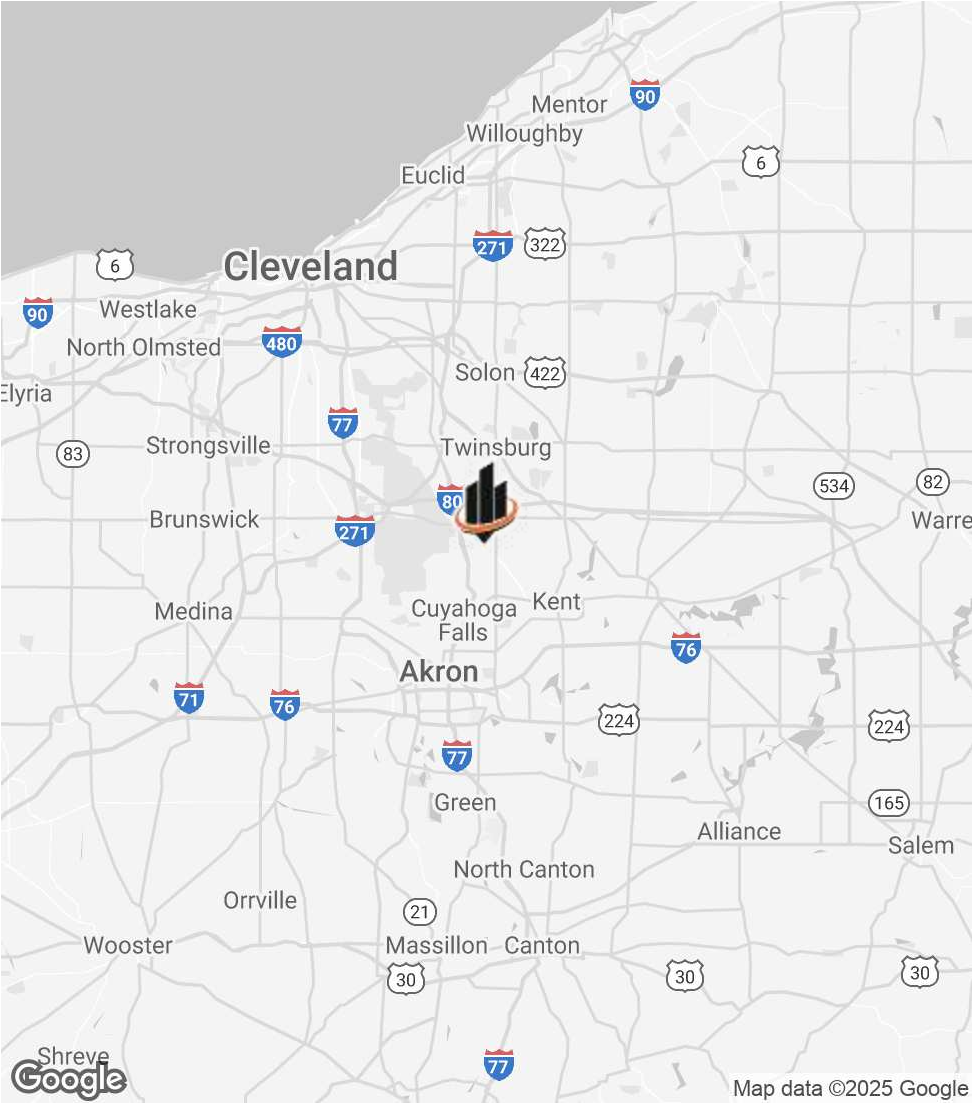 Mentor
90
Willoughby
6
Euclid
271
322
6
Cleveland
90
Westlake
480
North Olmsted
Solon
422
Elyria
77
Strongsville
Twinsburg
83
534
82
80
Brunswick
271
Warre
Medina
Cuyahoga
Falls
Kent
76
Akron
71
76
224
224
77
Green
165
Alliance
Salem
North Canton
Orrville
21
Wooster
Massillon
Canton
30
30
30
Shreve
77
Google
Map data ©2025 Google